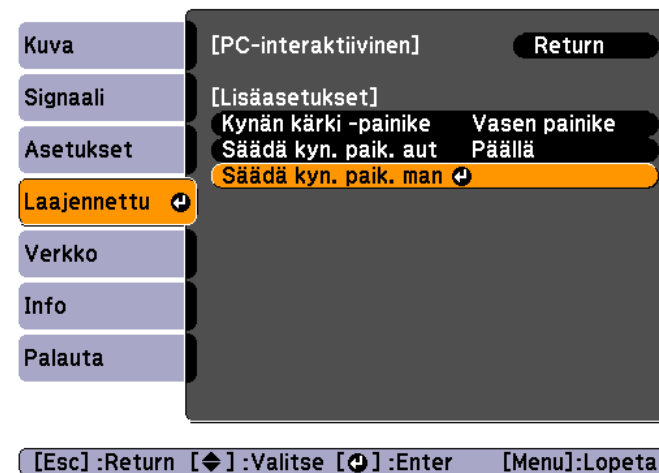 Kuva
Signaali
Asetukset
Laajennettu
Verkko
Info
Palauta
[PC-interaktiivinen] Return
[Lisäasetukset]
Kynän kärki -painike Vasen painike
Säädä kyn. paik. aut Päällä
Säädä kyn. paik. man
[Esc] :Return [◆] :Valitse [⏎] :Enter [Menu]:Lopeta